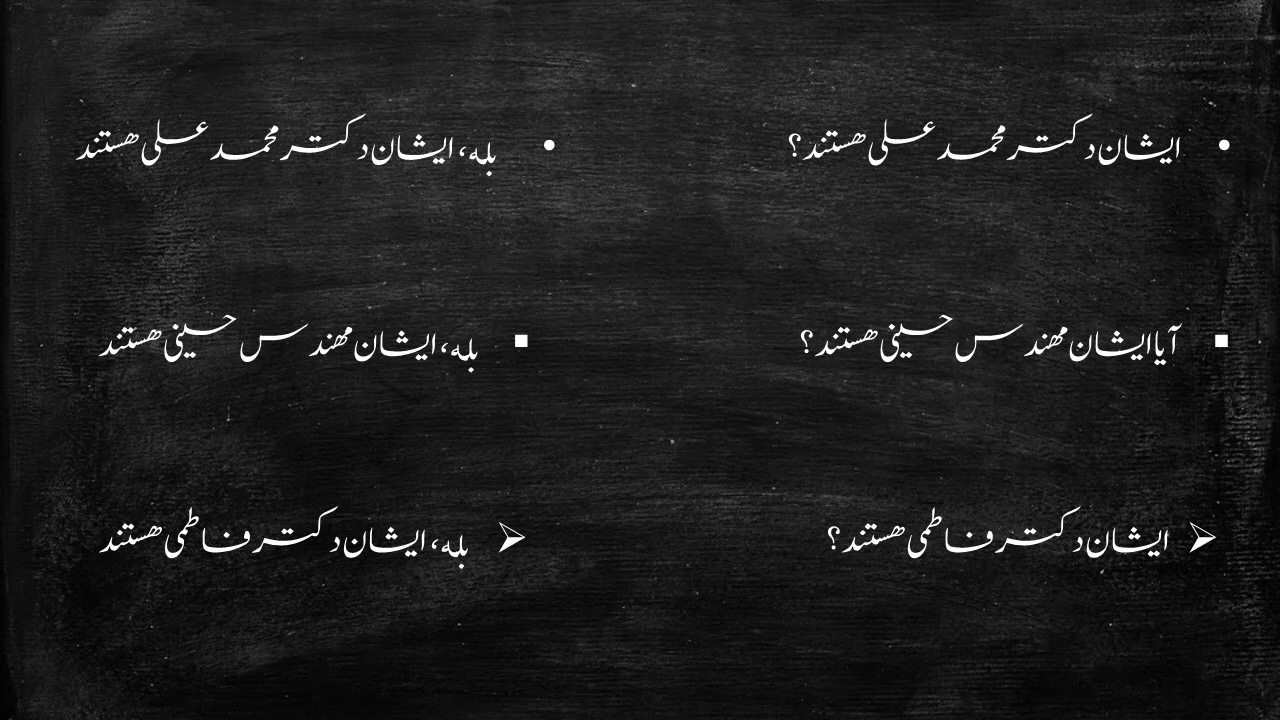 • ایشان دکتر محمد علی هستند؟
• بله، ایشان دکتر محمد علی هستند
▪ آیا ایشان مهندس حسینی هستند؟
▪ بله، ایشان مهندس حسینی هستند
➢ ایشان دکتر فاطمی هستند؟
➢ بله، ایشان دکتر فاطمی هستند